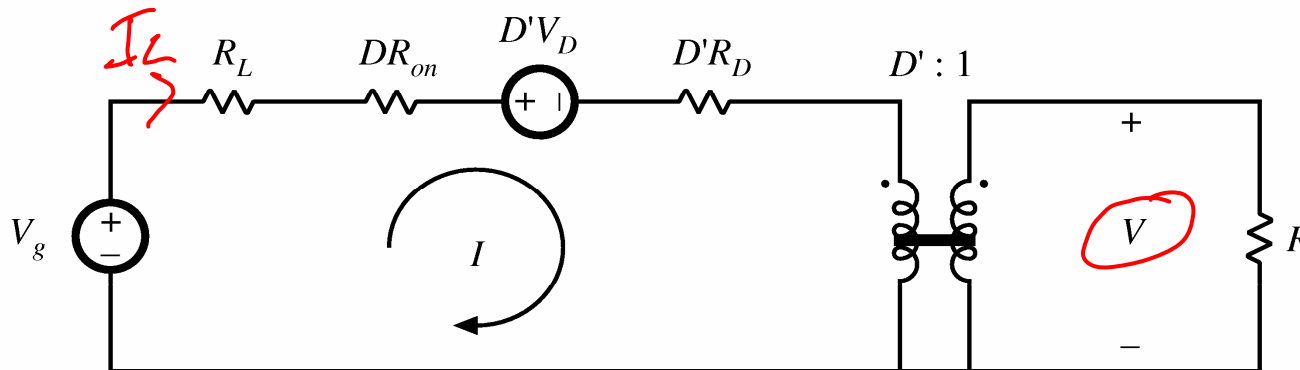 I_L
R_L
DR_on
D'V_D
D'R_D
D' : 1
+ −
+
+
−
V_g
I
V
R
−